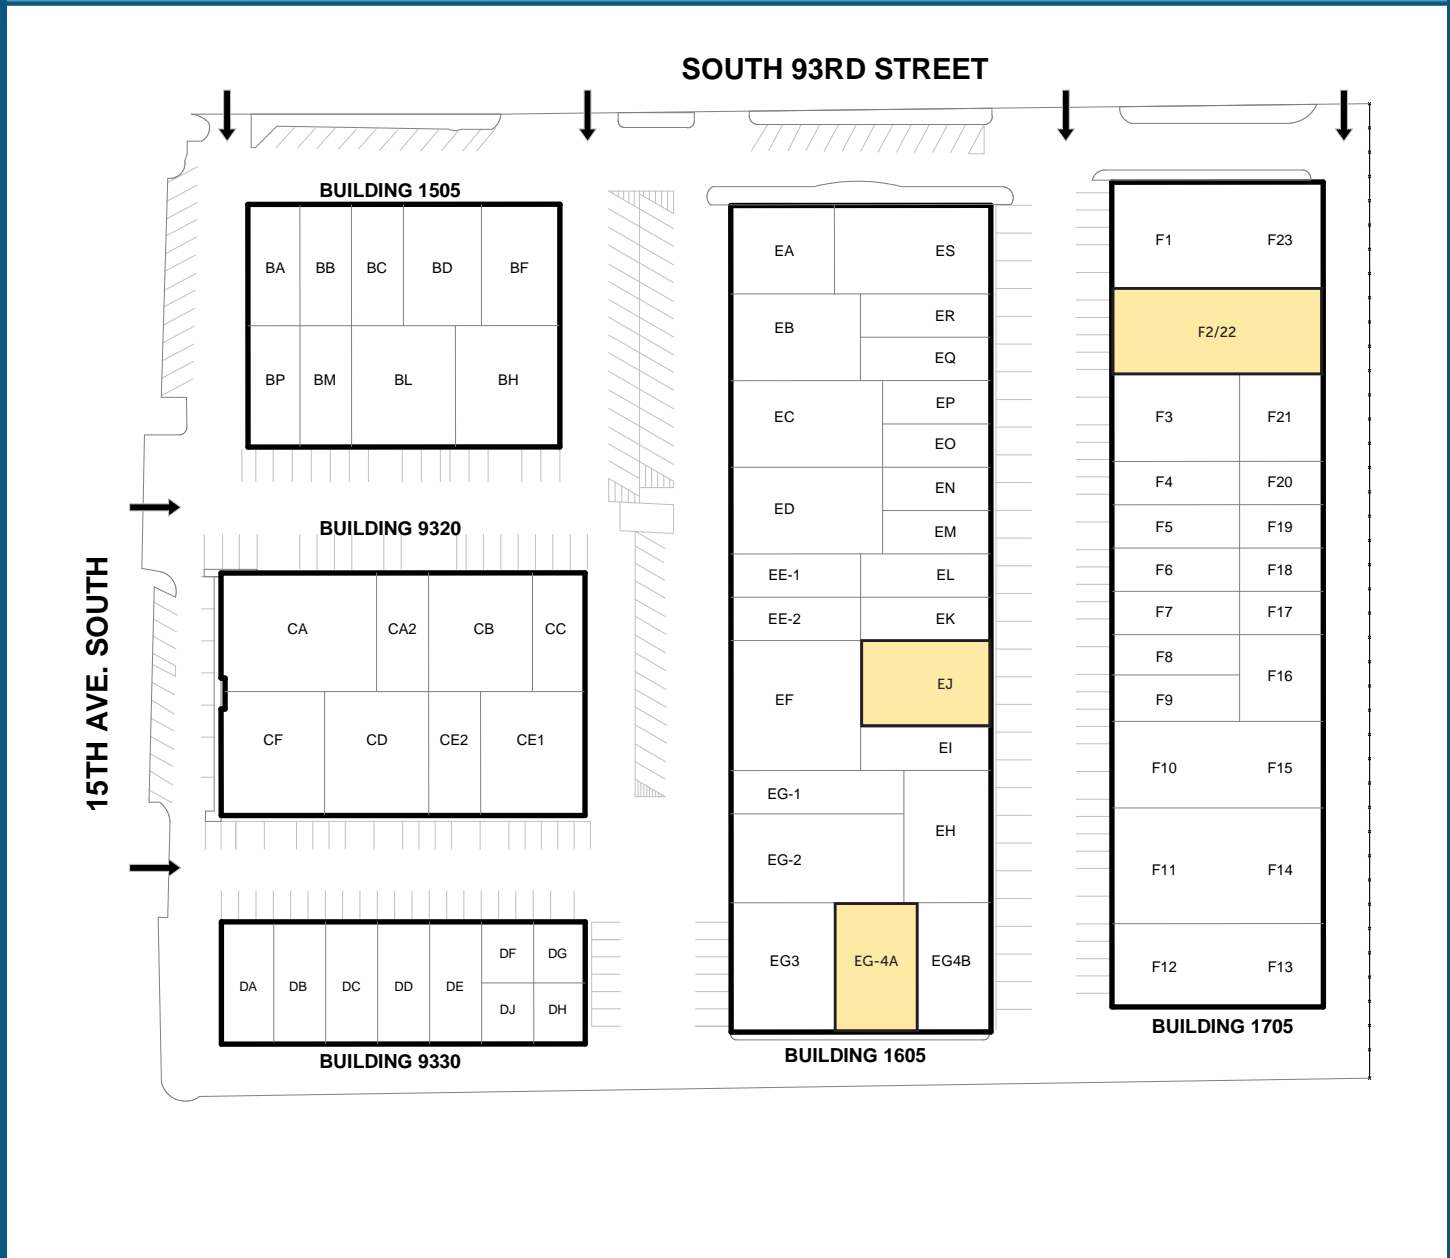 SOUTH 93RD STREET
15TH AVE. SOUTH
BUILDING 1505
BA BB BC BD BF
BP BM BL BH
BUILDING 9320
CA CA2 CB CC
CF CD CE2 CE1
DA DB DC DD DE
DF DG
DJ DH
BUILDING 9330
EA ES
EB
ER
EQ
EC
EP
EO
ED
EN
EM
EE-1 EL
EE-2 EK
EF
EJ
EI
EG-1
EG-2
EH
EG3 EG-4A EG4B
BUILDING 1605
F1 F23
F2/22
F3 F21
F4 F20
F5 F19
F6 F18
F7 F17
F8
F9
F16
F10 F15
F11 F14
F12 F13
BUILDING 1705